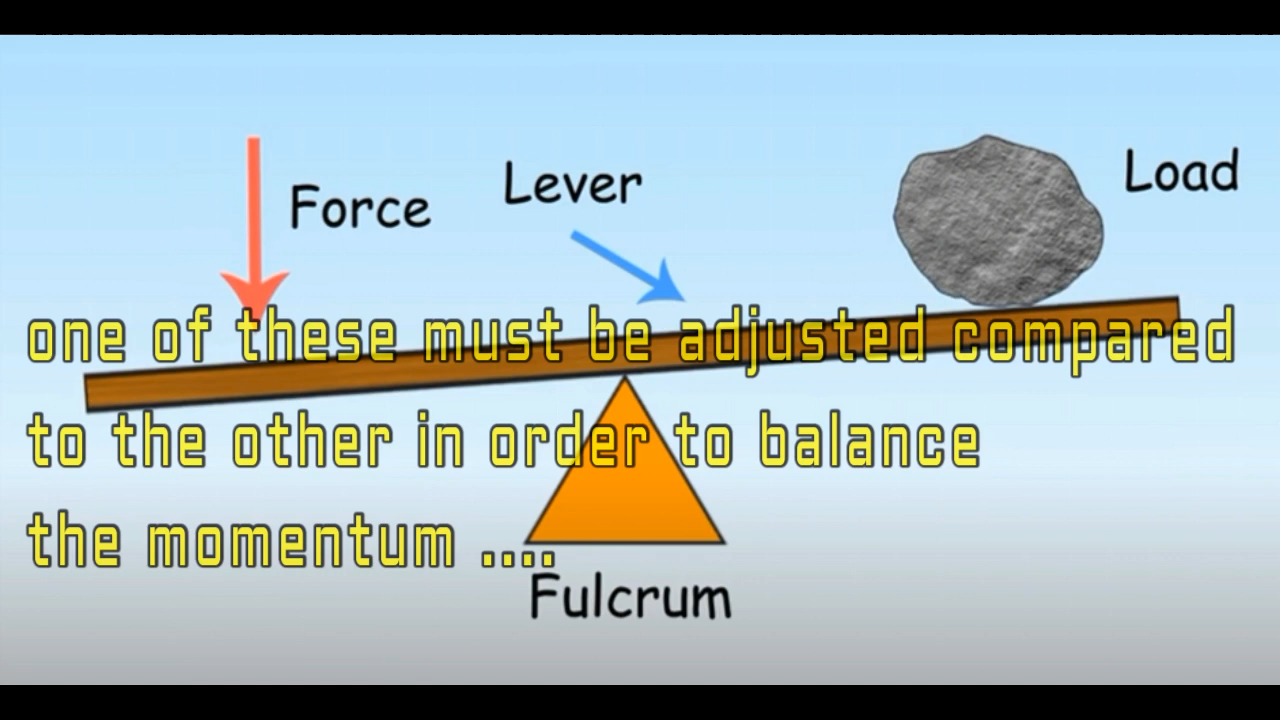 Force
Lever
Load
one of these must be adjusted compared
to the other in order to balance
the momentum ....
Fulcrum